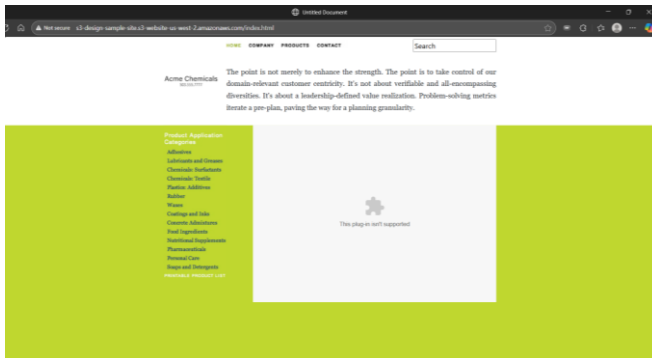 Untitled Document
Not secure s3-design-sample-site.s3-website-us-west-2.amazonaws.com/index.html
HOME COMPANY PRODUCTS CONTACT
Search
Acme Chemicals
The point is not merely to enhance the strength. The point is to take control of our
domain-relevant customer centricity. It's not about verifiable and all-encompassing
diversities. It's about a leadership-defined value realization. Problem-solving metrics
iterate a pre-plan, paving the way for a planning granularity.
Product Application
Categories
Adhesives
Lubricants and Greases
Chemicals: Surfactants
Chemicals: Textile
Plastics: Additives
Rubber
Waxes
Coatings and Inks
Concrete Admixtures
Food Ingredients
Nutritional Supplements
Pharmaceuticals
Personal Care
Soaps and Detergents
PRINTABLE PRODUCT LIST
This plug-in isn't supported